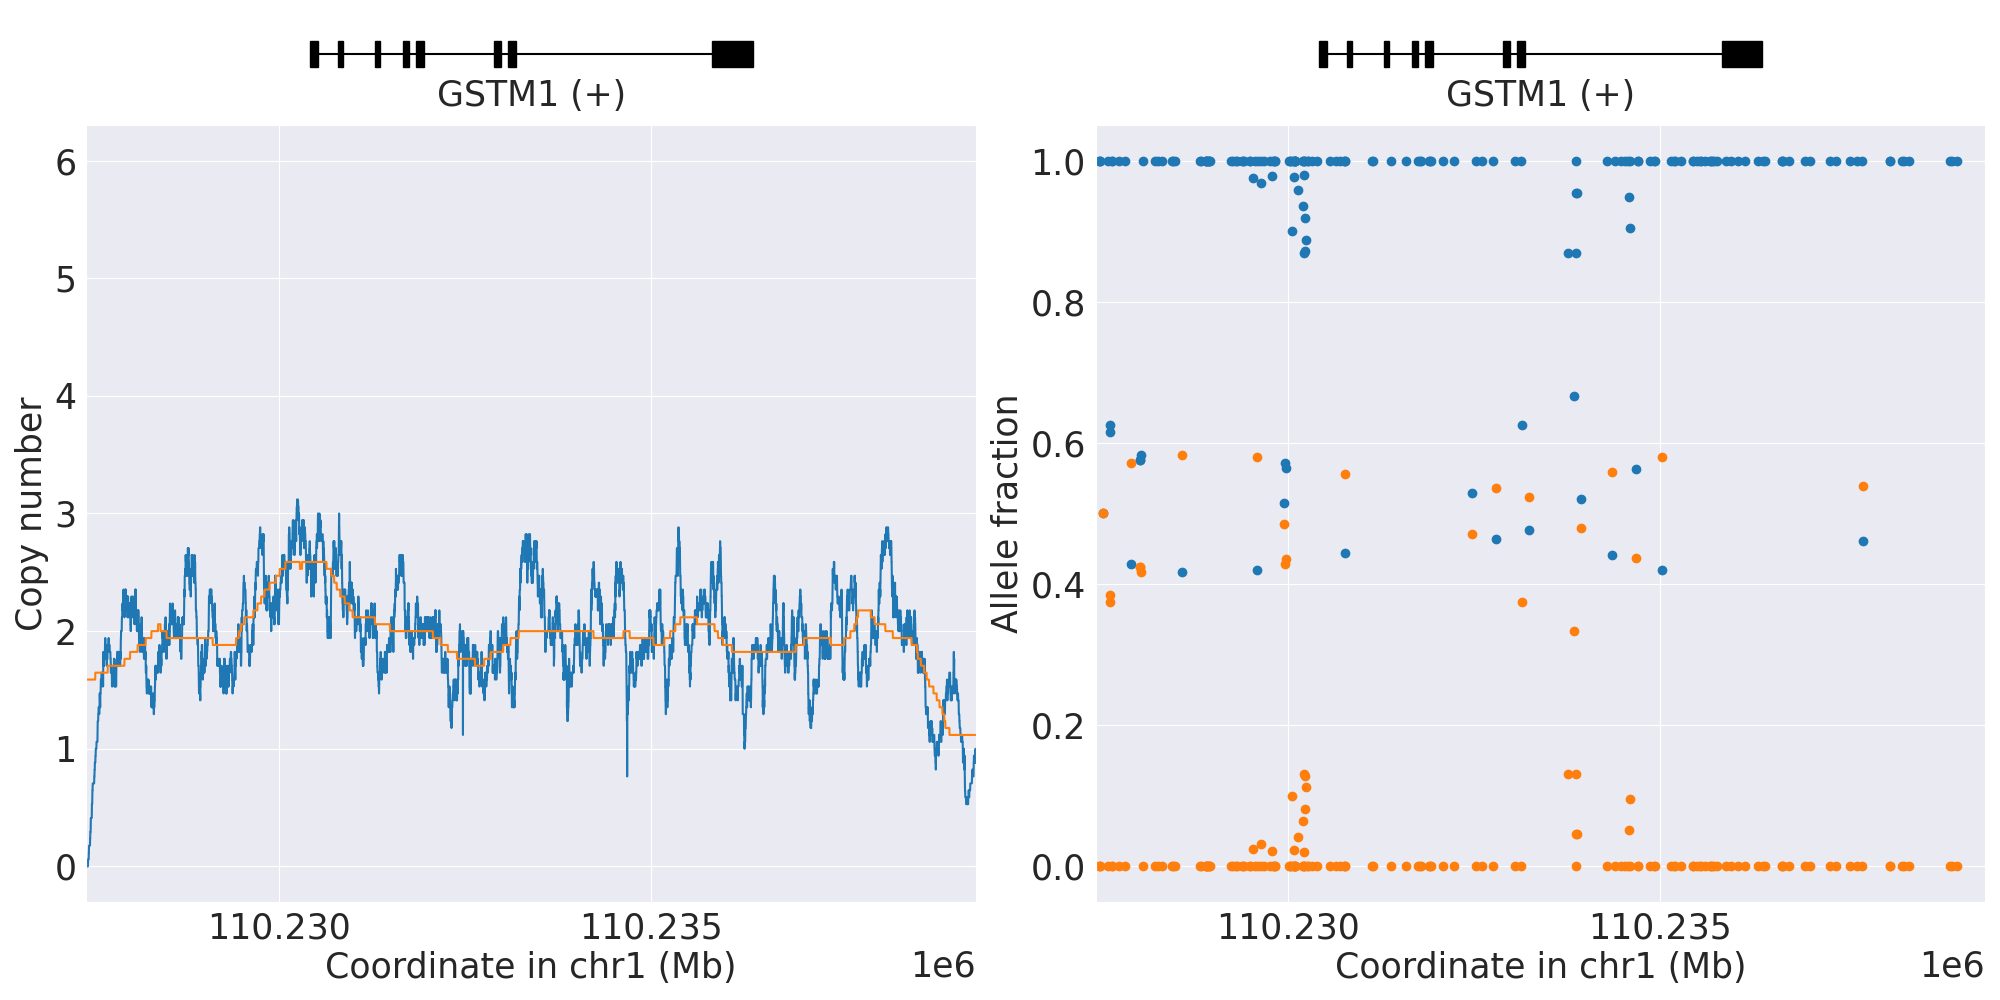 GSTM1 (+)
6
5
4
3
2
1
0
Copy number
110.230
110.235
Coordinate in chr1 (Mb)
1e6
GSTM1 (+)
1.0
0.8
0.6
0.4
0.2
0.0
Allele fraction
110.230
110.235
Coordinate in chr1 (Mb)
1e6